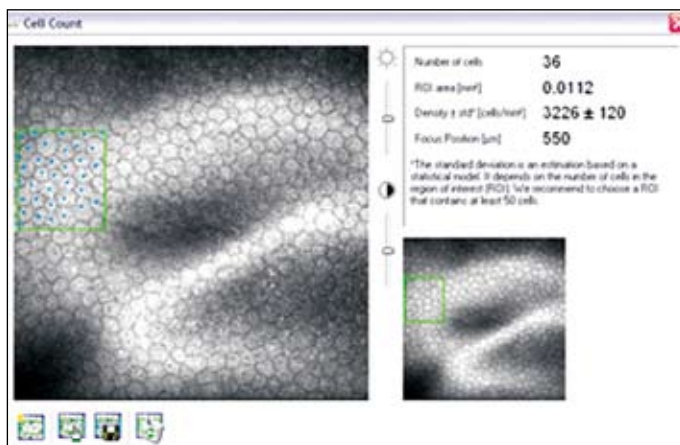 Cell Count
Number of cells 36
ROI area [mm²] 0.0112
Density ± std* [cells/mm²] 3226 ± 120
Focus Position [µm] 550
*The standard deviation is an estimation based on a
statistical model. It depends on the number of cells in the
region of interest (ROI). We recommend to choose a ROI
that contains at least 50 cells.